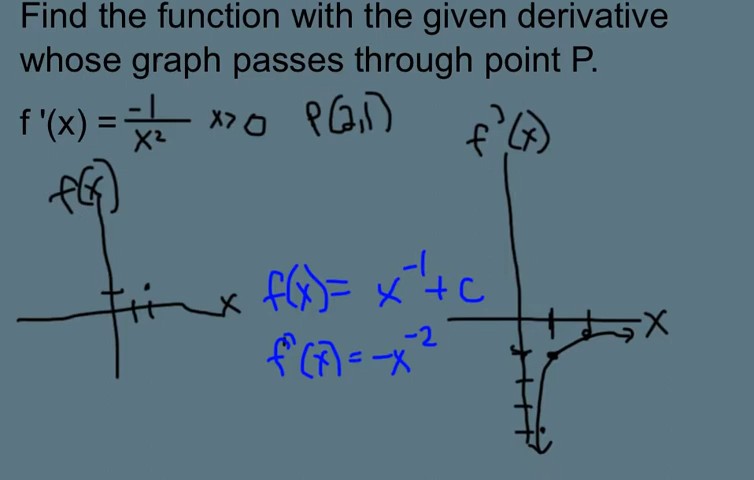 Find the function with the given derivative
whose graph passes through point P.
f '(x) = -1/x² x>0 P(2,1)
f(x)
f'(x)
x
f(x)= x⁻¹+c
f'(x)=-x⁻²
x